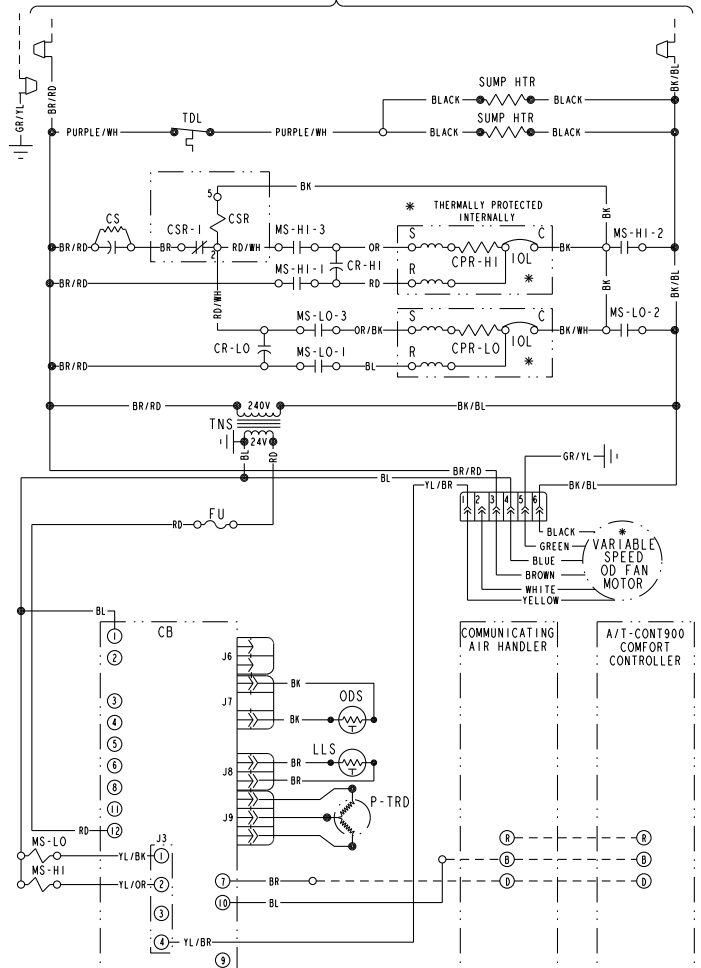 SUMP HTR
BLACK BLACK
SUMP HTR
BLACK BLACK
BR/RD
BK/BL
GR/YL
TDL
PURPLE/WH PURPLE/WH
BK
5
CSR
CS
CSR-1
BR/RD BR 2 RD/WH
MS-HI-3
OR
* THERMALLY PROTECTED
INTERNALLY
S C
CPR-HI IOL
R *
BK
BK
MS-HI-2
MS-HI-1
CR-HI
BR/RD RD
RD/WH
BK
BK/BL
MS-LO-3
OR/BK
S C
CPR-LO IOL
R *
BK/WH
MS-LO-2
CR-LO
MS-LO-1
BR/RD BL
BR/RD 240V BK/BL
TNS
24V
BL RD
BR/RD
GR/YL
BL
YL/BR
BK/BL
1 2 3 4 5 6
FU
RD
BLACK
GREEN
BLUE
BROWN
WHITE
YELLOW
*
VARIABLE
SPEED
OD FAN
MOTOR
BL
CB
1
2
3
4
5
6
8
11
12
RD
J6
J7
BK
BK
ODS
LLS
J8
BR
BR
J9
P-TRD
COMMUNICATING
AIR HANDLER
A/T-CONT900
COMFORT
CONTROLLER
R R
B B
D D
J3
MS-LO
YL/BK 1
MS-HI
YL/OR 2
3
4 YL/BR
7 BR
10 BL
9